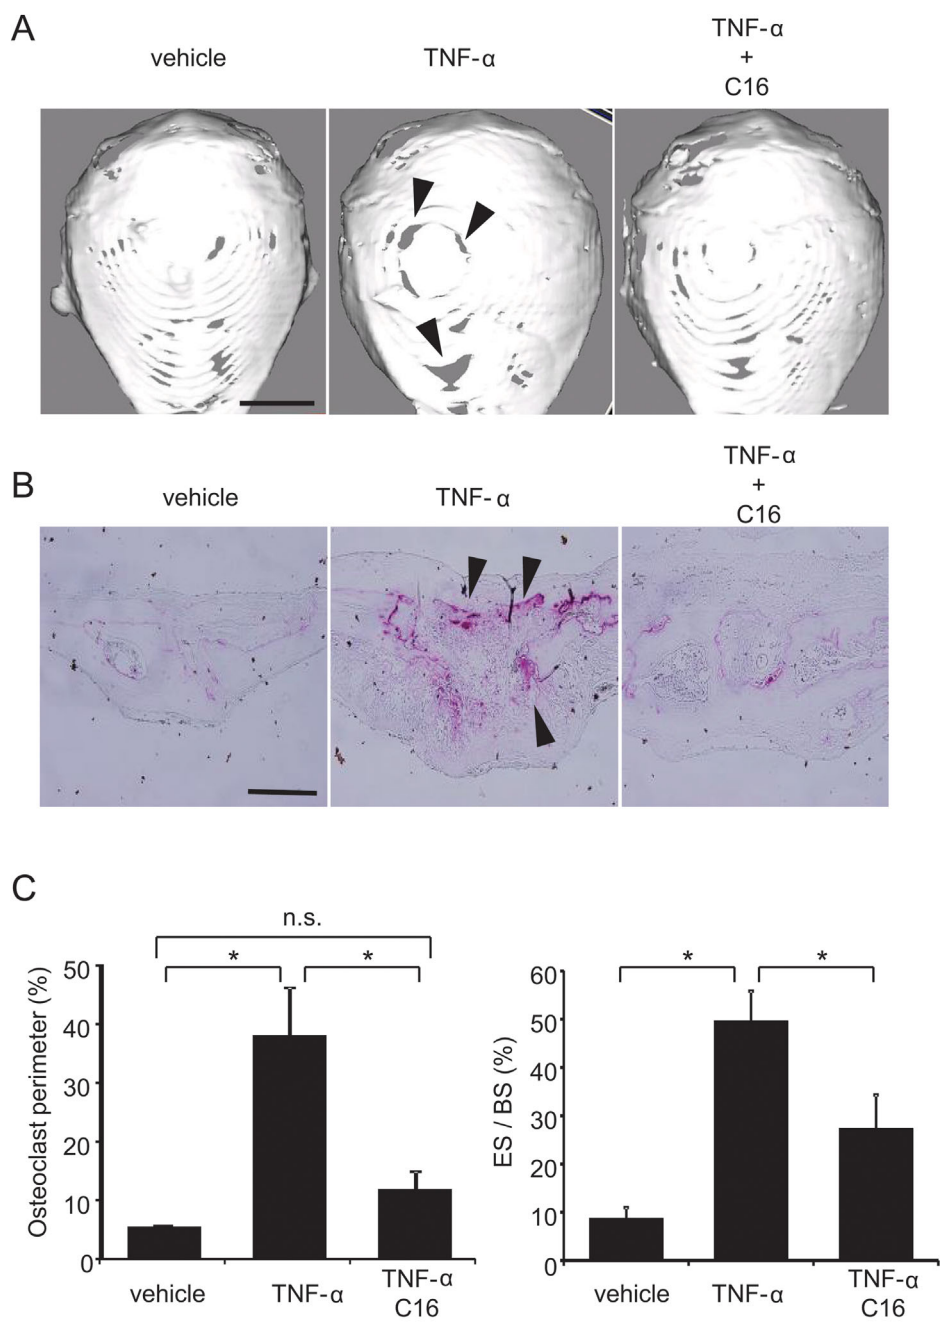 A
vehicle
TNF-α
TNF-α
+
C16
B
vehicle
TNF-α
TNF-α
+
C16
C
n.s.
*
*
Osteoclast perimeter (%)
50
40
30
20
10
0
vehicle
TNF-α
TNF-α
C16
*
*
ES / BS (%)
60
50
40
30
20
10
0
vehicle
TNF-α
TNF-α
C16